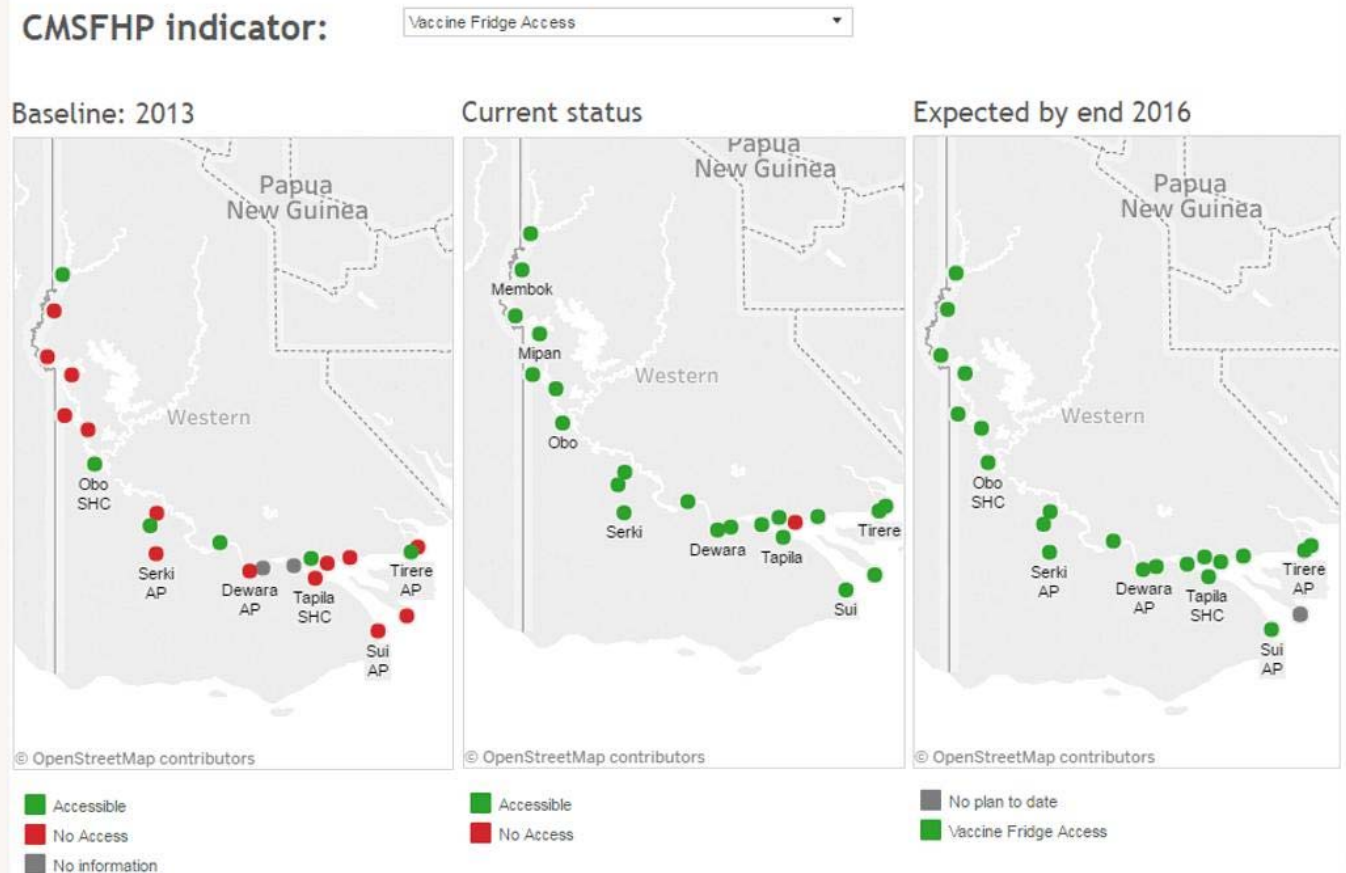 CMSFHP indicator:
Vaccine Fridge Access
Baseline: 2013
Papua
New Guinea
Western
Obo
SHC
Serki
AP
Dewara
AP
Tapila
SHC
Tirere
AP
Sui
AP
© OpenStreetMap contributors
Accessible
No Access
No information
Current status
Papua
New Guinea
Membok
Mipan
Western
Obo
Serki
Dewara
Tapila
Tirere
Sui
© OpenStreetMap contributors
Accessible
No Access
Expected by end 2016
Papua
New Guinea
Western
Obo
SHC
Serki
AP
Dewara
AP
Tapila
SHC
Tirere
AP
Sui
AP
© OpenStreetMap contributors
No plan to date
Vaccine Fridge Access